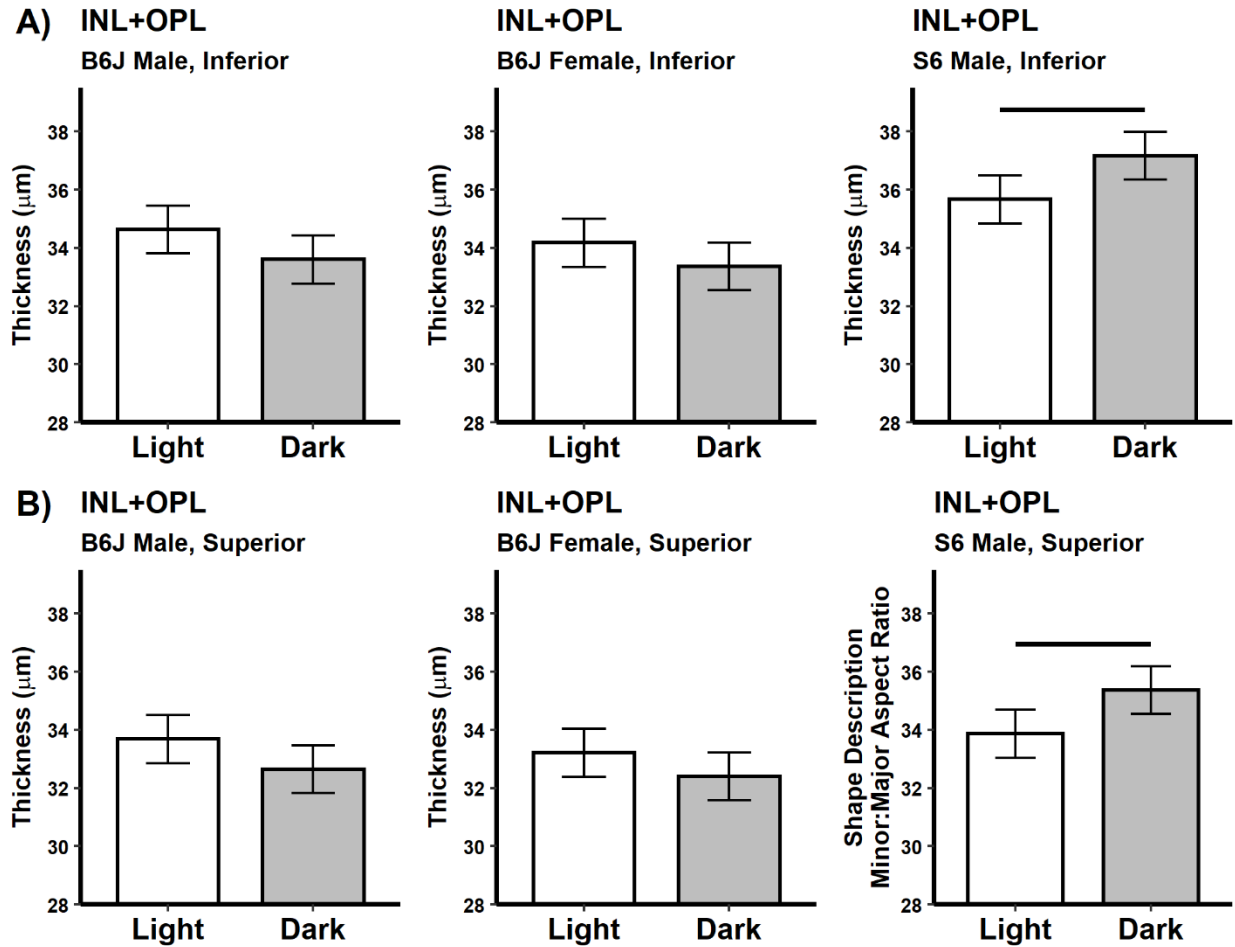 A)
INL+OPL
B6J Male, Inferior
Thickness (μm)
38
36
34
32
30
28
Light Dark
INL+OPL
B6J Female, Inferior
Thickness (μm)
38
36
34
32
30
28
Light Dark
INL+OPL
S6 Male, Inferior
Thickness (μm)
38
36
34
32
30
28
Light Dark
B)
INL+OPL
B6J Male, Superior
Thickness (μm)
38
36
34
32
30
28
Light Dark
INL+OPL
B6J Female, Superior
Thickness (μm)
38
36
34
32
30
28
Light Dark
INL+OPL
S6 Male, Superior
Shape Description
Minor:Major Aspect Ratio
38
36
34
32
30
28
Light Dark